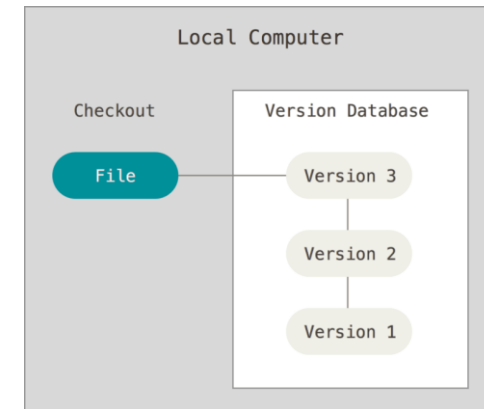 Local Computer
Checkout
Version Database
File
Version 3
Version 2
Version 1